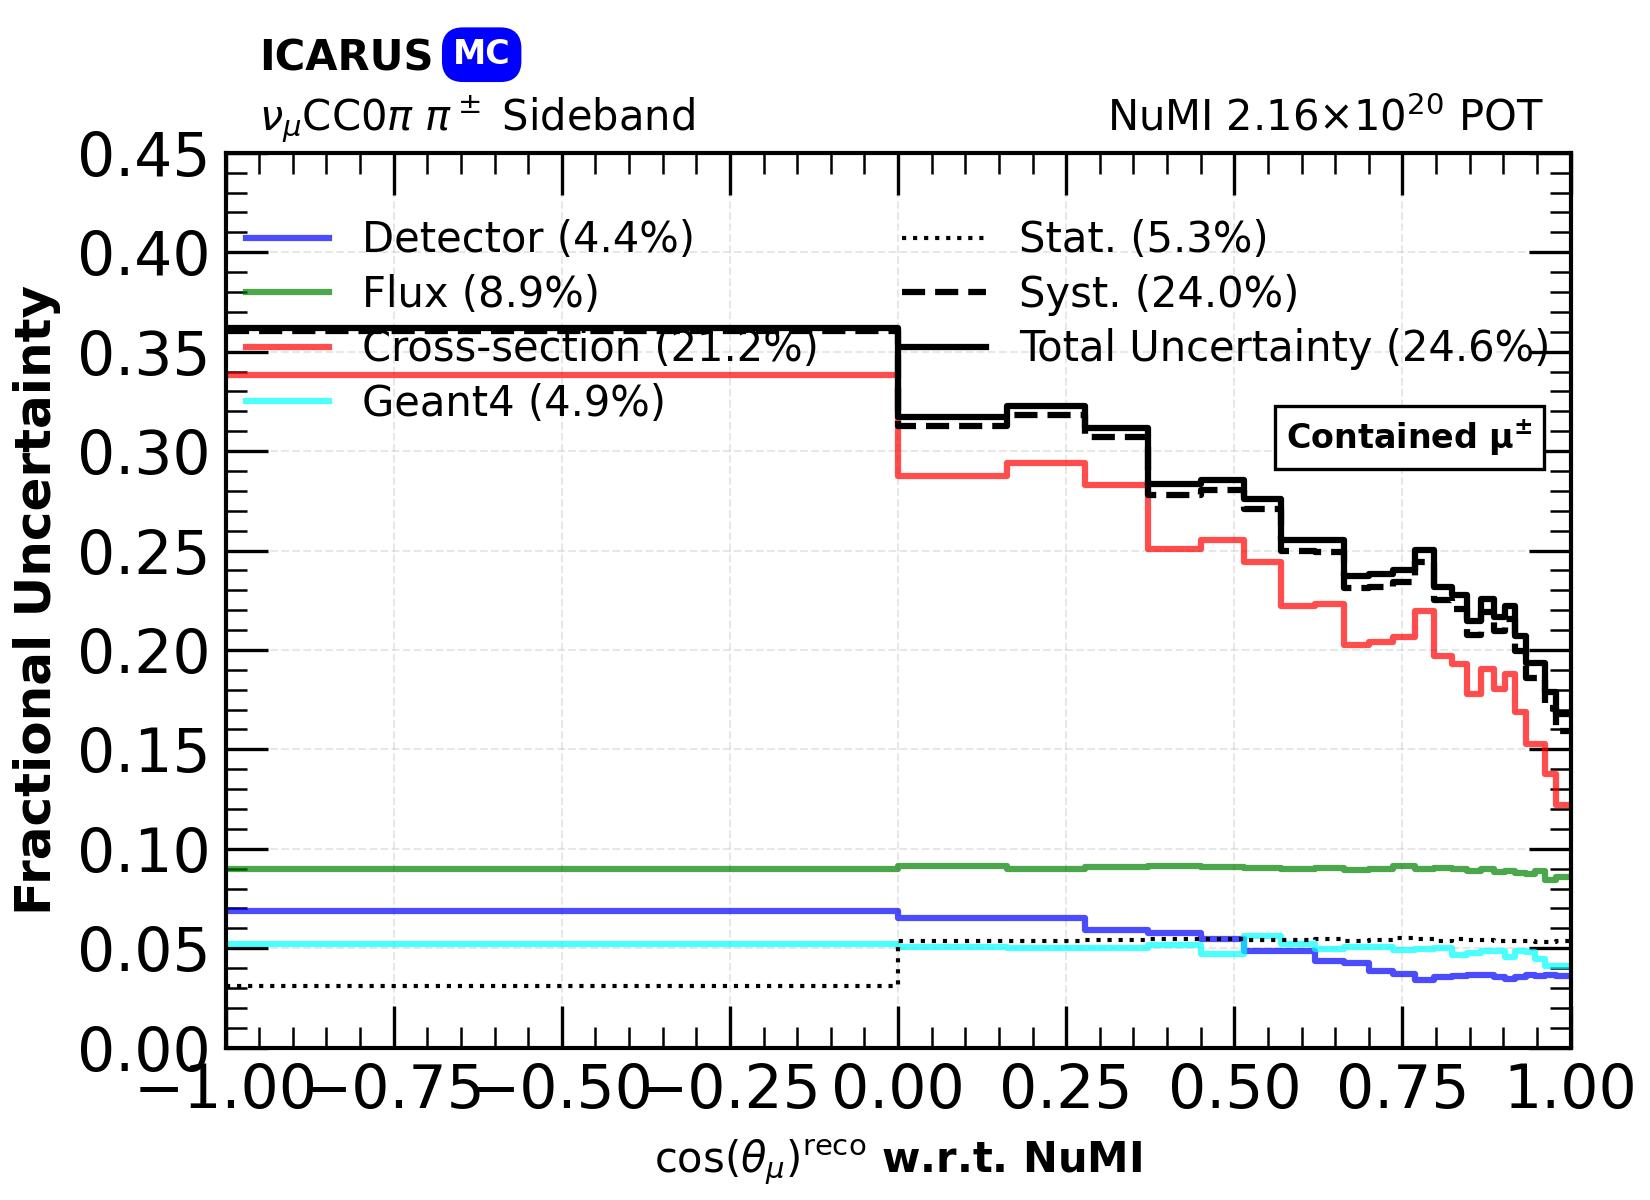 ICARUS MC
νμCC0π π± Sideband
NuMI 2.16×10²⁰ POT
Detector (4.4%)
Flux (8.9%)
Cross-section (21.2%)
Geant4 (4.9%)
Stat. (5.3%)
Syst. (24.0%)
Total Uncertainty (24.6%)
Contained μ±
Fractional Uncertainty
0.45
0.40
0.35
0.30
0.25
0.20
0.15
0.10
0.05
0.00
−1.00 −0.75 −0.50 −0.25 0.00 0.25 0.50 0.75 1.00
cos(θμ)reco w.r.t. NuMI